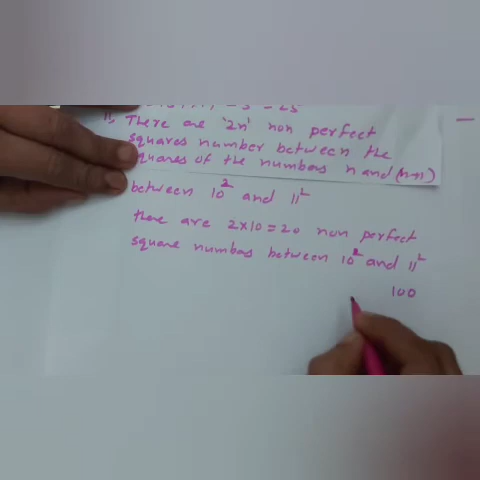 11, There are '2n' non perfect
squares number between the
squares of the numbers n and (n+1)
between 10² and 11²
there are 2×10=20 non perfect
square numbers between 10² and 11²
100